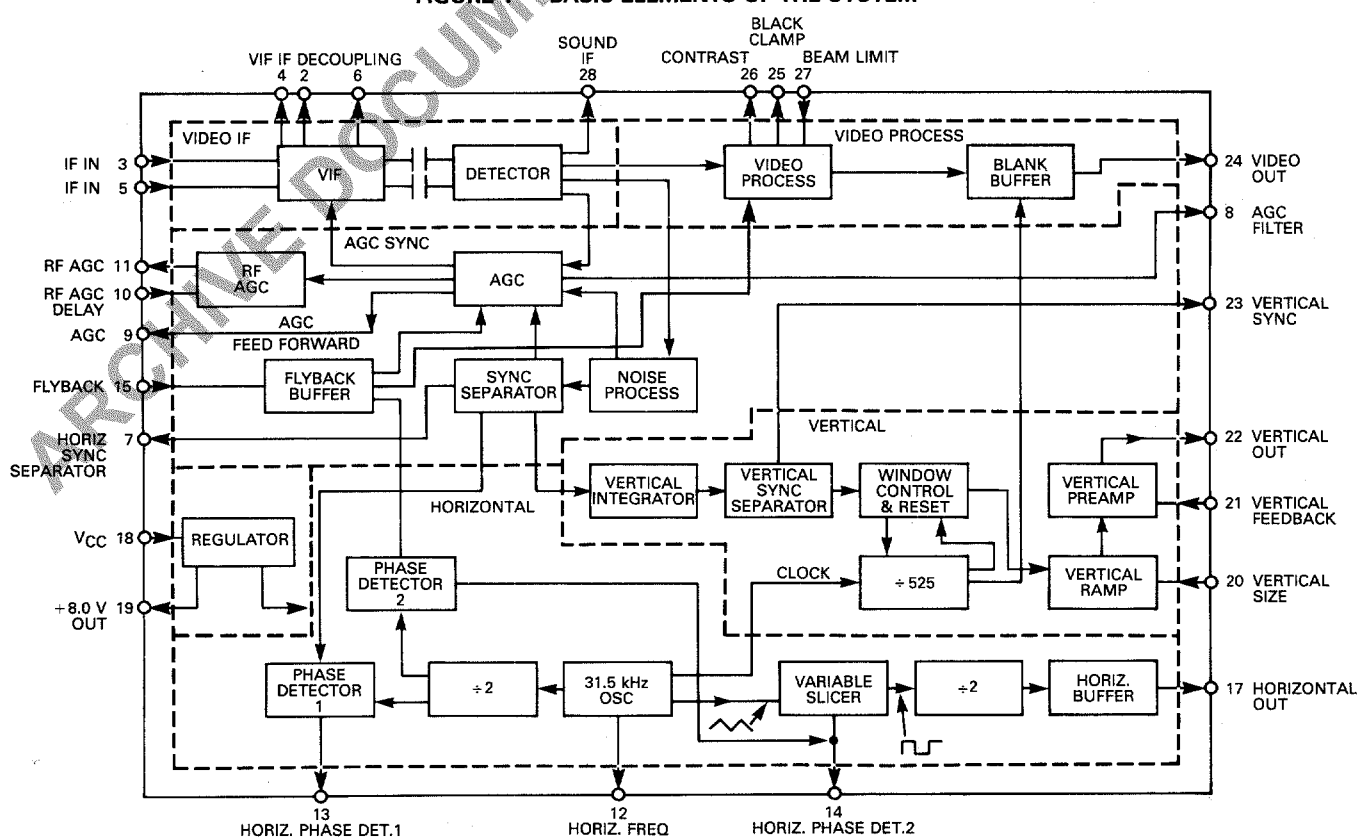 BASIC ELEMENTS OF THE SYSTEM
ARCHIVE DOCUM
VIF IF DECOUPLING
4 2 6
SOUND
IF
28
CONTRAST
26
BLACK
CLAMP
25
BEAM LIMIT
27
VIDEO IF
VIDEO PROCESS
IF IN 3
IF IN 5
VIF
DETECTOR
VIDEO
PROCESS
BLANK
BUFFER
24 VIDEO
OUT
8 AGC
FILTER
AGC SYNC
RF AGC 11
RF AGC 10
DELAY
RF
AGC
AGC
AGC 9
AGC
FEED FORWARD
23 VERTICAL
SYNC
FLYBACK 15
FLYBACK
BUFFER
SYNC
SEPARATOR
NOISE
PROCESS
HORIZ 7
SYNC
SEPARATOR
VERTICAL
22 VERTICAL
OUT
HORIZONTAL
VERTICAL
INTEGRATOR
VERTICAL
SYNC
SEPARATOR
WINDOW
CONTROL
& RESET
VERTICAL
PREAMP
21 VERTICAL
FEEDBACK
VCC 18
REGULATOR
PHASE
DETECTOR
2
CLOCK
÷ 525
VERTICAL
RAMP
20 VERTICAL
SIZE
+8.0 V 19
OUT
PHASE
DETECTOR
1
÷2
31.5 kHz
OSC
VARIABLE
SLICER
÷2
HORIZ.
BUFFER
17 HORIZONTAL
OUT
13
HORIZ. PHASE DET.1
12
HORIZ. FREQ
14
HORIZ. PHASE DET.2